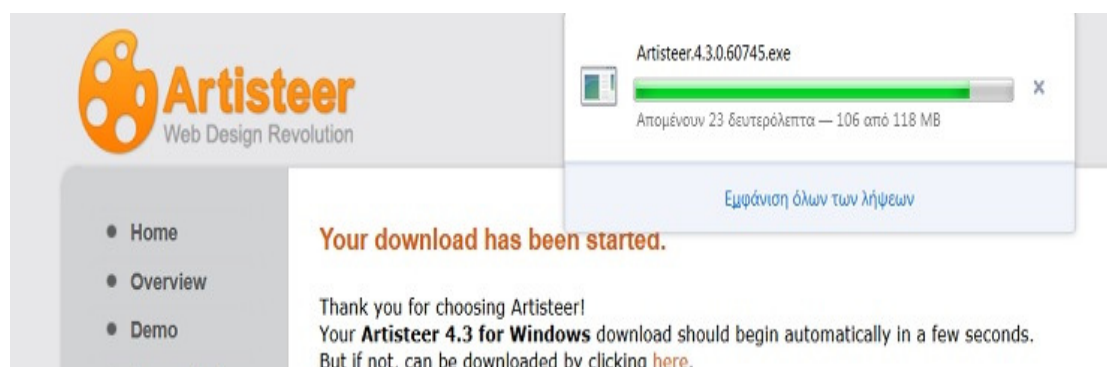 Artisteer
Web Design Revolution
Artisteer.4.3.0.60745.exe
Απομένουν 23 δευτερόλεπτα — 106 από 118 MB
Εμφάνιση όλων των λήψεων
Home
Overview
Demo
Your download has been started.
Thank you for choosing Artisteer!
Your Artisteer 4.3 for Windows download should begin automatically in a few seconds.
But if not, can be downloaded by clicking here.